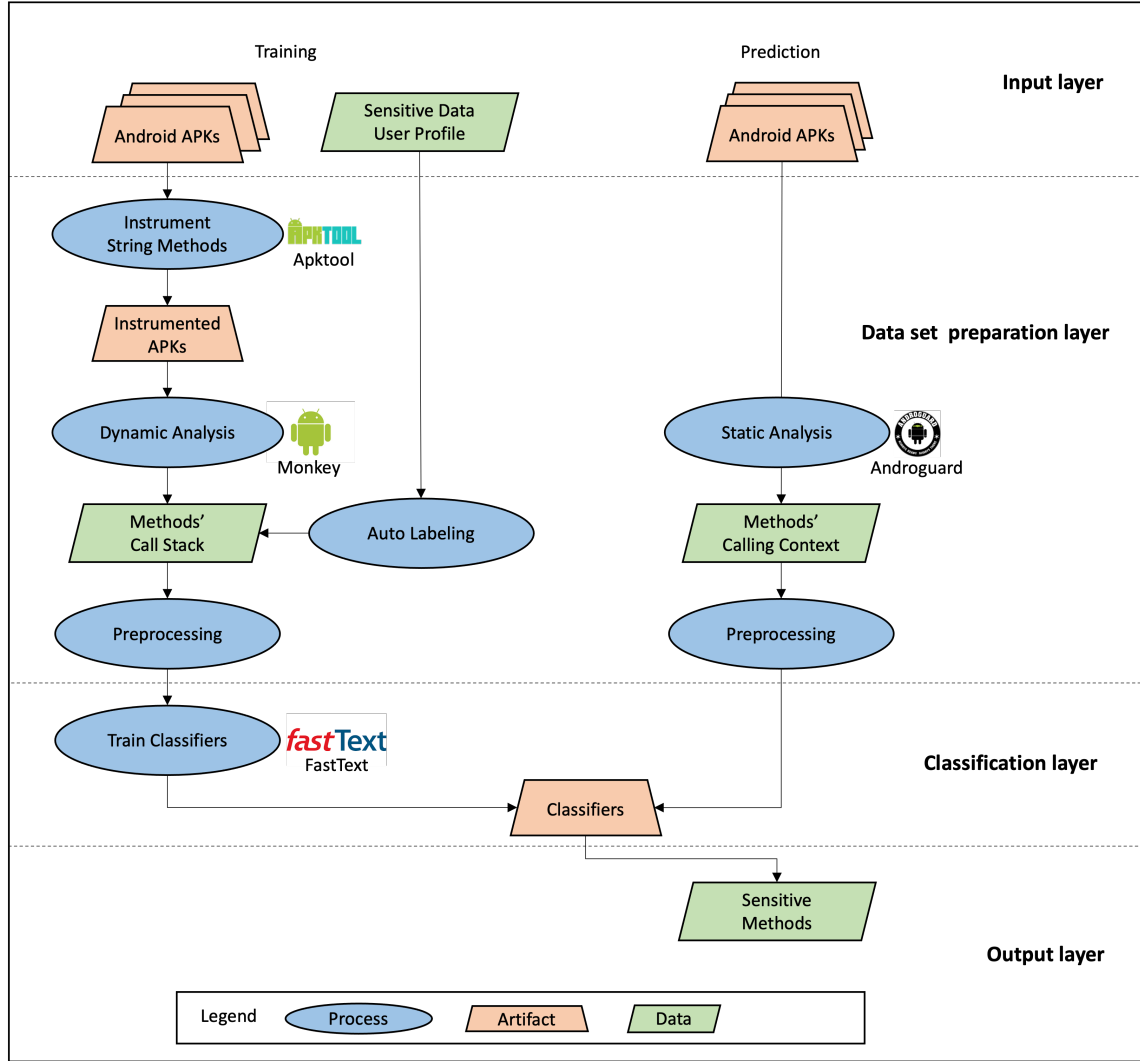 Training
Prediction
Input layer
Android APKs
Sensitive Data
User Profile
Android APKs
Instrument
String Methods
APKTOOL
Apktool
Instrumented
APKs
Data set  preparation layer
Dynamic Analysis
Monkey
Static Analysis
ANDROGUARD
Androguard
Methods'
Call Stack
Auto Labeling
Methods'
Calling Context
Preprocessing
Preprocessing
Train Classifiers
fastText
FastText
Classification layer
Classifiers
Sensitive
Methods
Output layer
Legend
Process
Artifact
Data